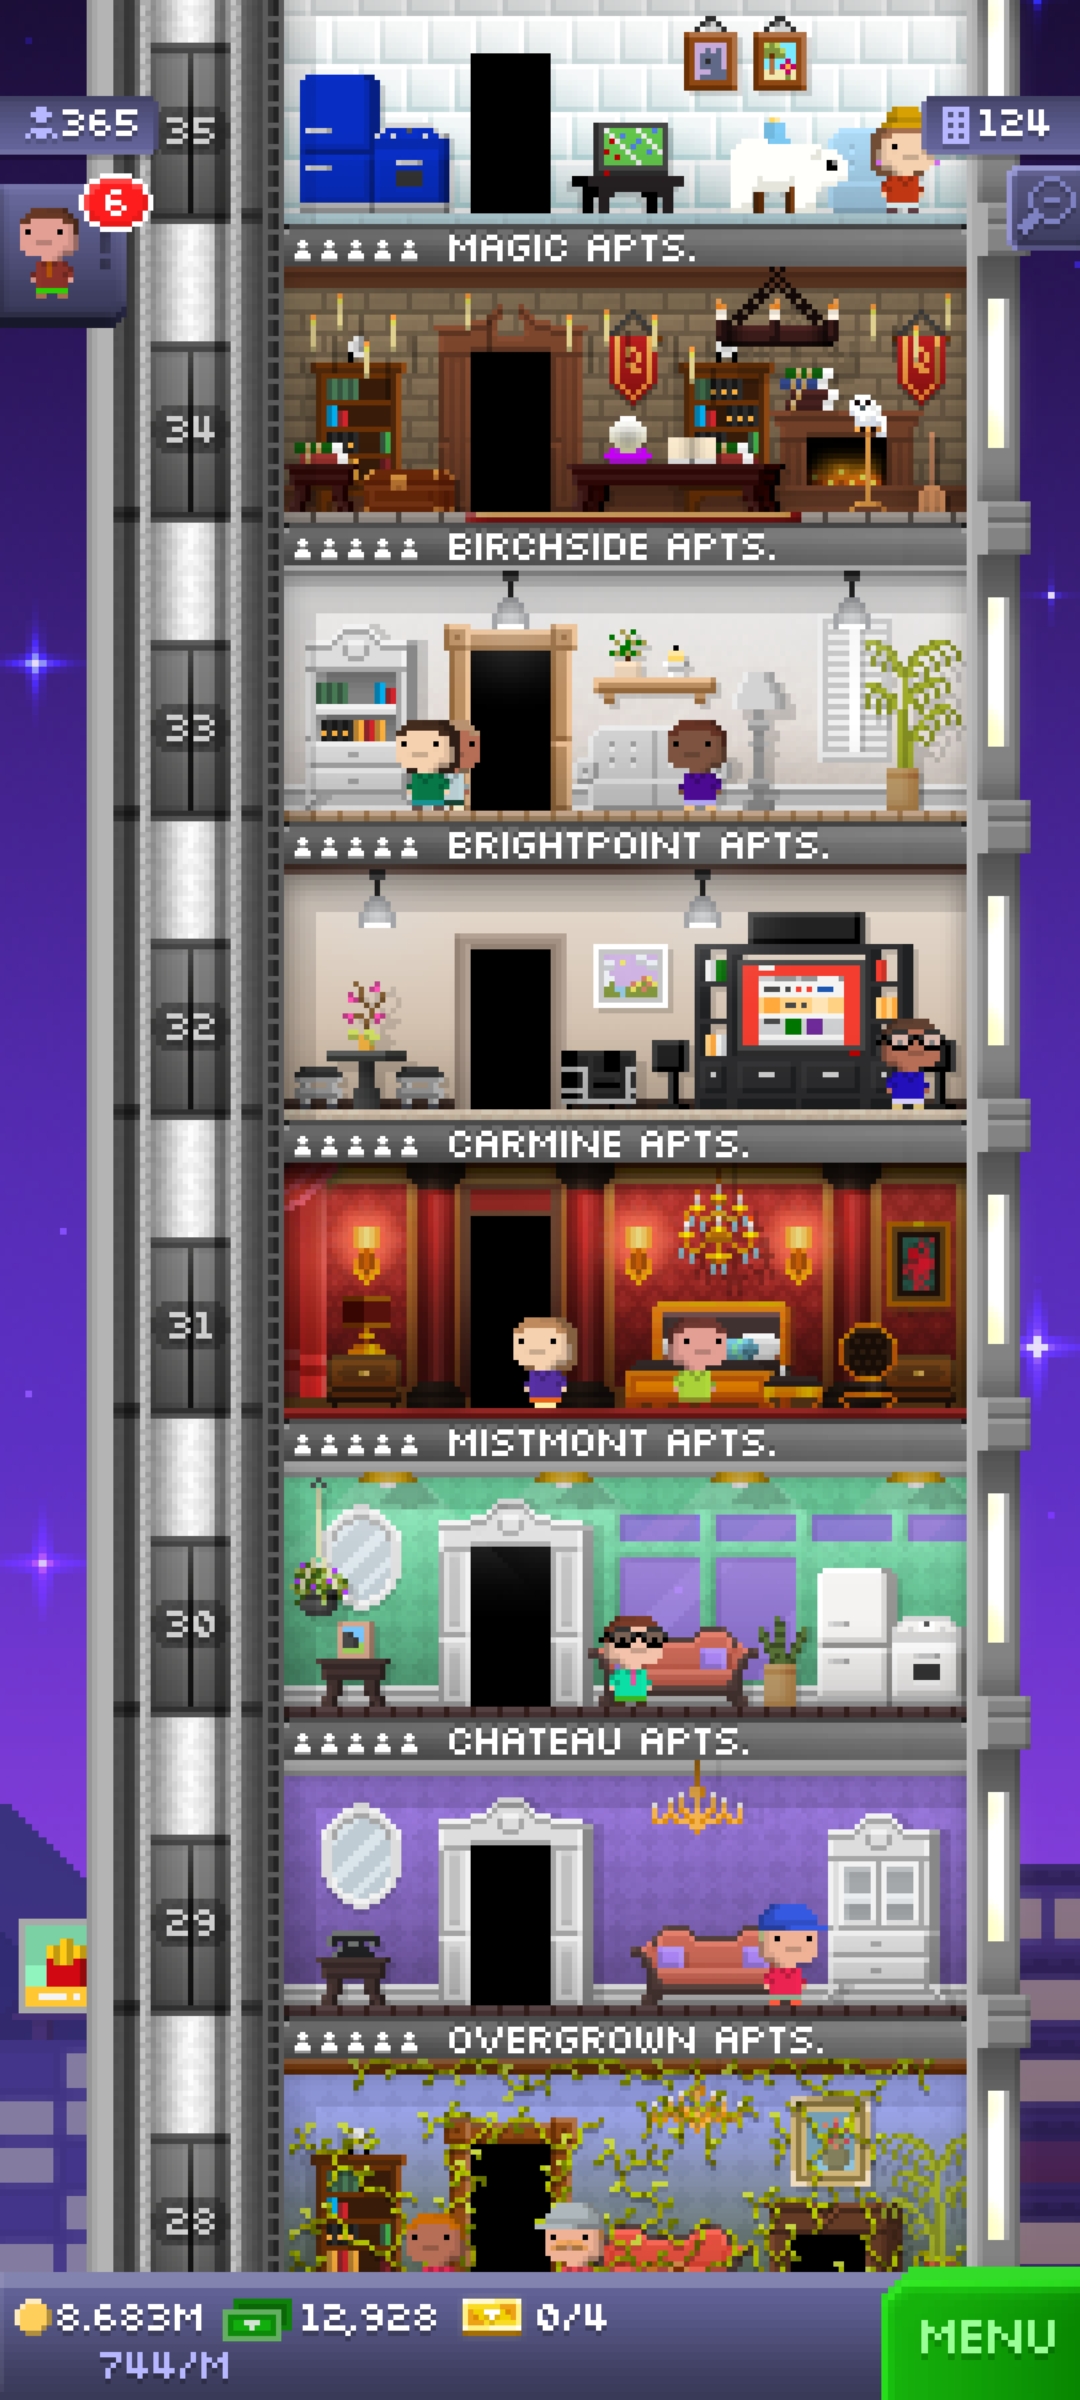 365
35
124
6
MAGIC APTS.
34
BIRCHSIDE APTS.
33
BRIGHTPOINT APTS.
32
CARMINE APTS.
31
MISTMONT APTS.
30
CHATEAU APTS.
29
OVERGROWN APTS.
28
8.683M 12,928 0/4
744/M
MENU